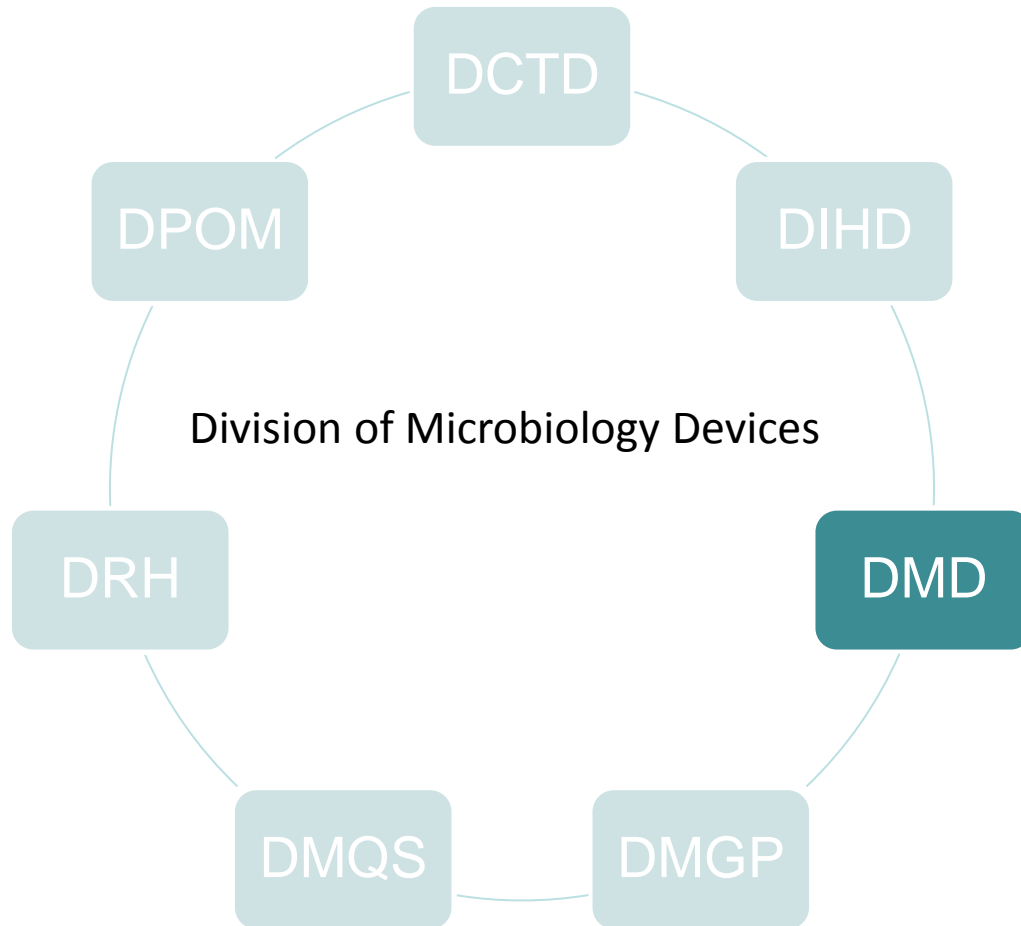 DCTD
DPOM
DIHD
Division of Microbiology Devices
DRH
DMD
DMQS
DMGP